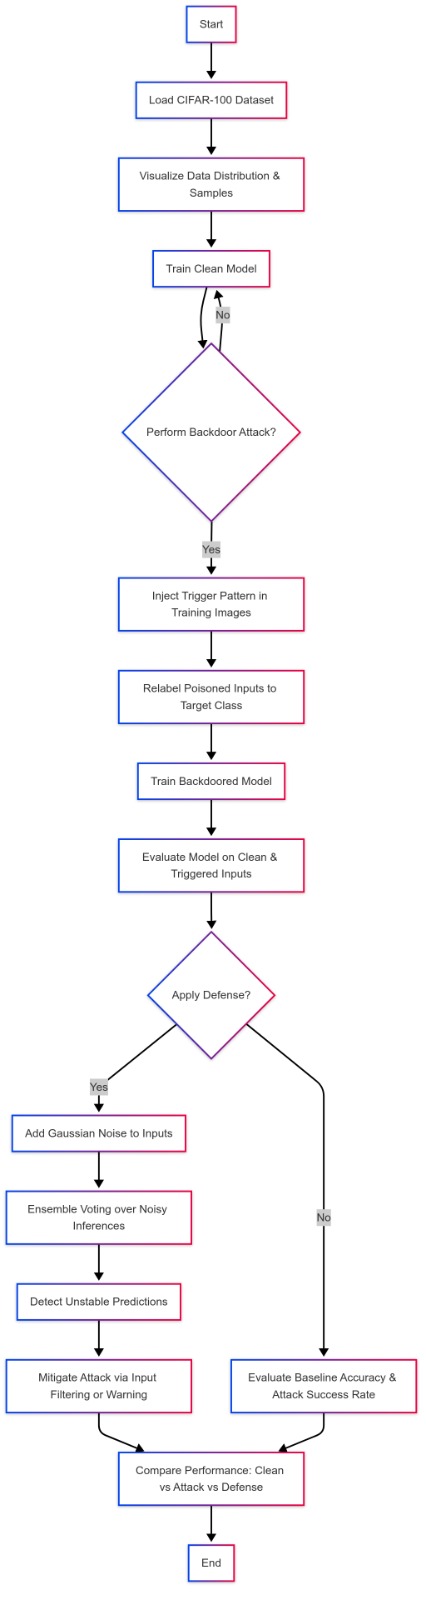 Start
Load CIFAR-100 Dataset
Visualize Data Distribution &
Samples
Train Clean Model
No
Perform Backdoor Attack?
Yes
Inject Trigger Pattern in
Training Images
Relabel Poisoned Inputs to
Target Class
Train Backdoored Model
Evaluate Model on Clean &
Triggered Inputs
Apply Defense?
Yes
Add Gaussian Noise to Inputs
Ensemble Voting over Noisy
Inferences
No
Detect Unstable Predictions
Mitigate Attack via Input
Filtering or Warning
Evaluate Baseline Accuracy &
Attack Success Rate
Compare Performance: Clean
vs Attack vs Defense
End